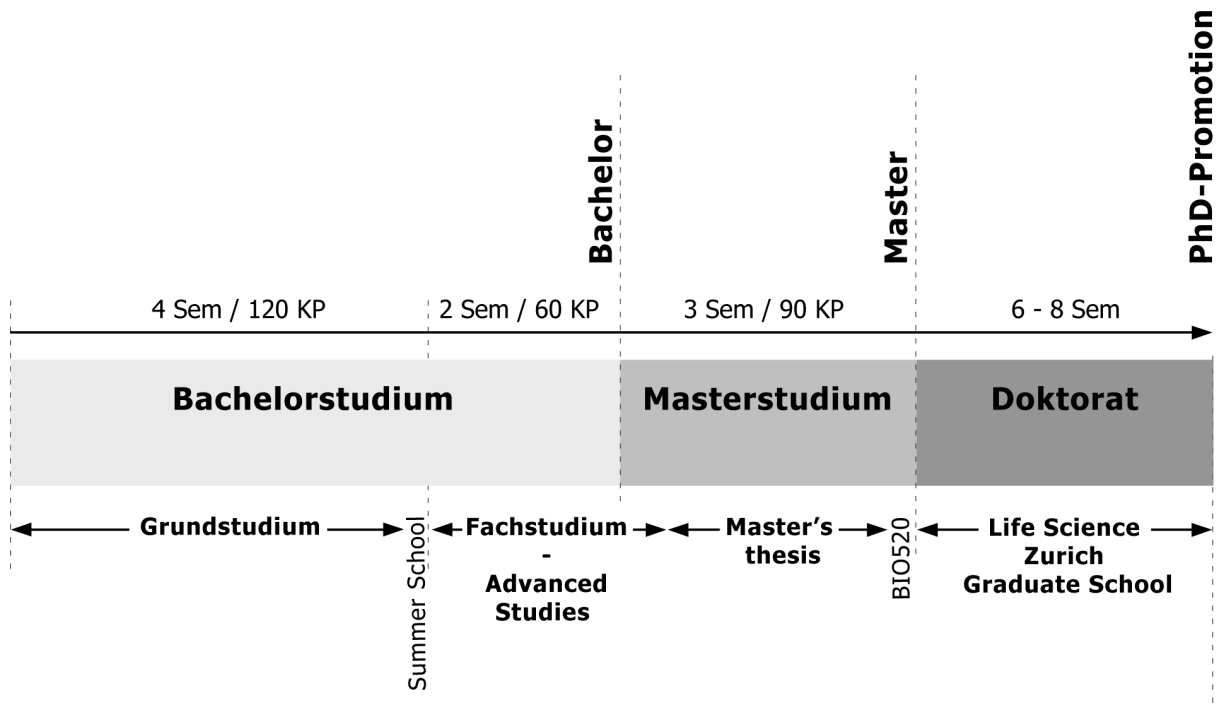 Bachelor
Master
PhD-Promotion
4 Sem / 120 KP
2 Sem / 60 KP
3 Sem / 90 KP
6 - 8 Sem
Bachelorstudium
Masterstudium
Doktorat
Grundstudium
Summer School
Fachstudium
-
Advanced
Studies
Master's
thesis
BIO520
Life Science
Zurich
Graduate School